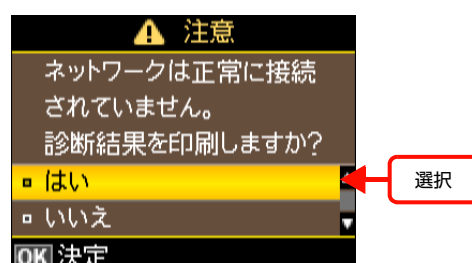 注意
ネットワークは正常に接続
されていません。
診断結果を印刷しますか?
はい
選択
いいえ
OK 決定